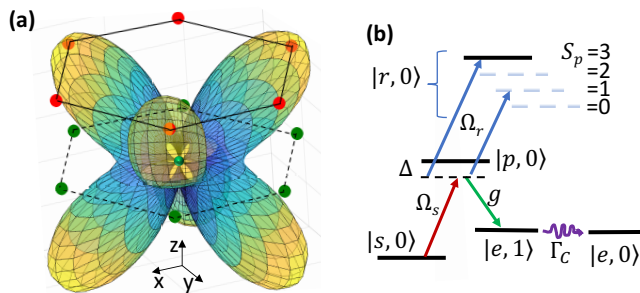 (a)
z
x
y
(b)
S_p=3
=2
=1
=0
|r, 0⟩
Ω_r
|p, 0⟩
Δ
Ω_s
g
|s, 0⟩
|e, 1⟩
Γ_C
|e, 0⟩